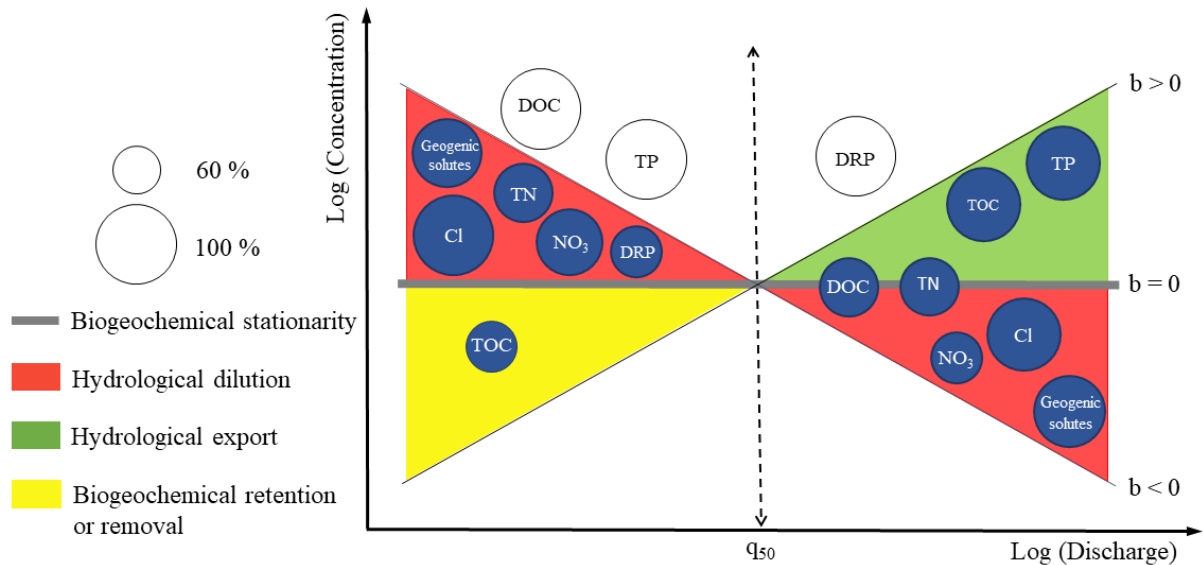 60 %
100 %
Biogeochemical stationarity
Hydrological dilution
Hydrological export
Biogeochemical retention
or removal
Log (Concentration)
DOC
TP
DRP
Geogenic
solutes
TN
Cl
NO₃
DRP
TOC
TP
TOC
DOC
TN
NO₃
Cl
Geogenic
solutes
b > 0
b = 0
b < 0
q₅₀
Log (Discharge)